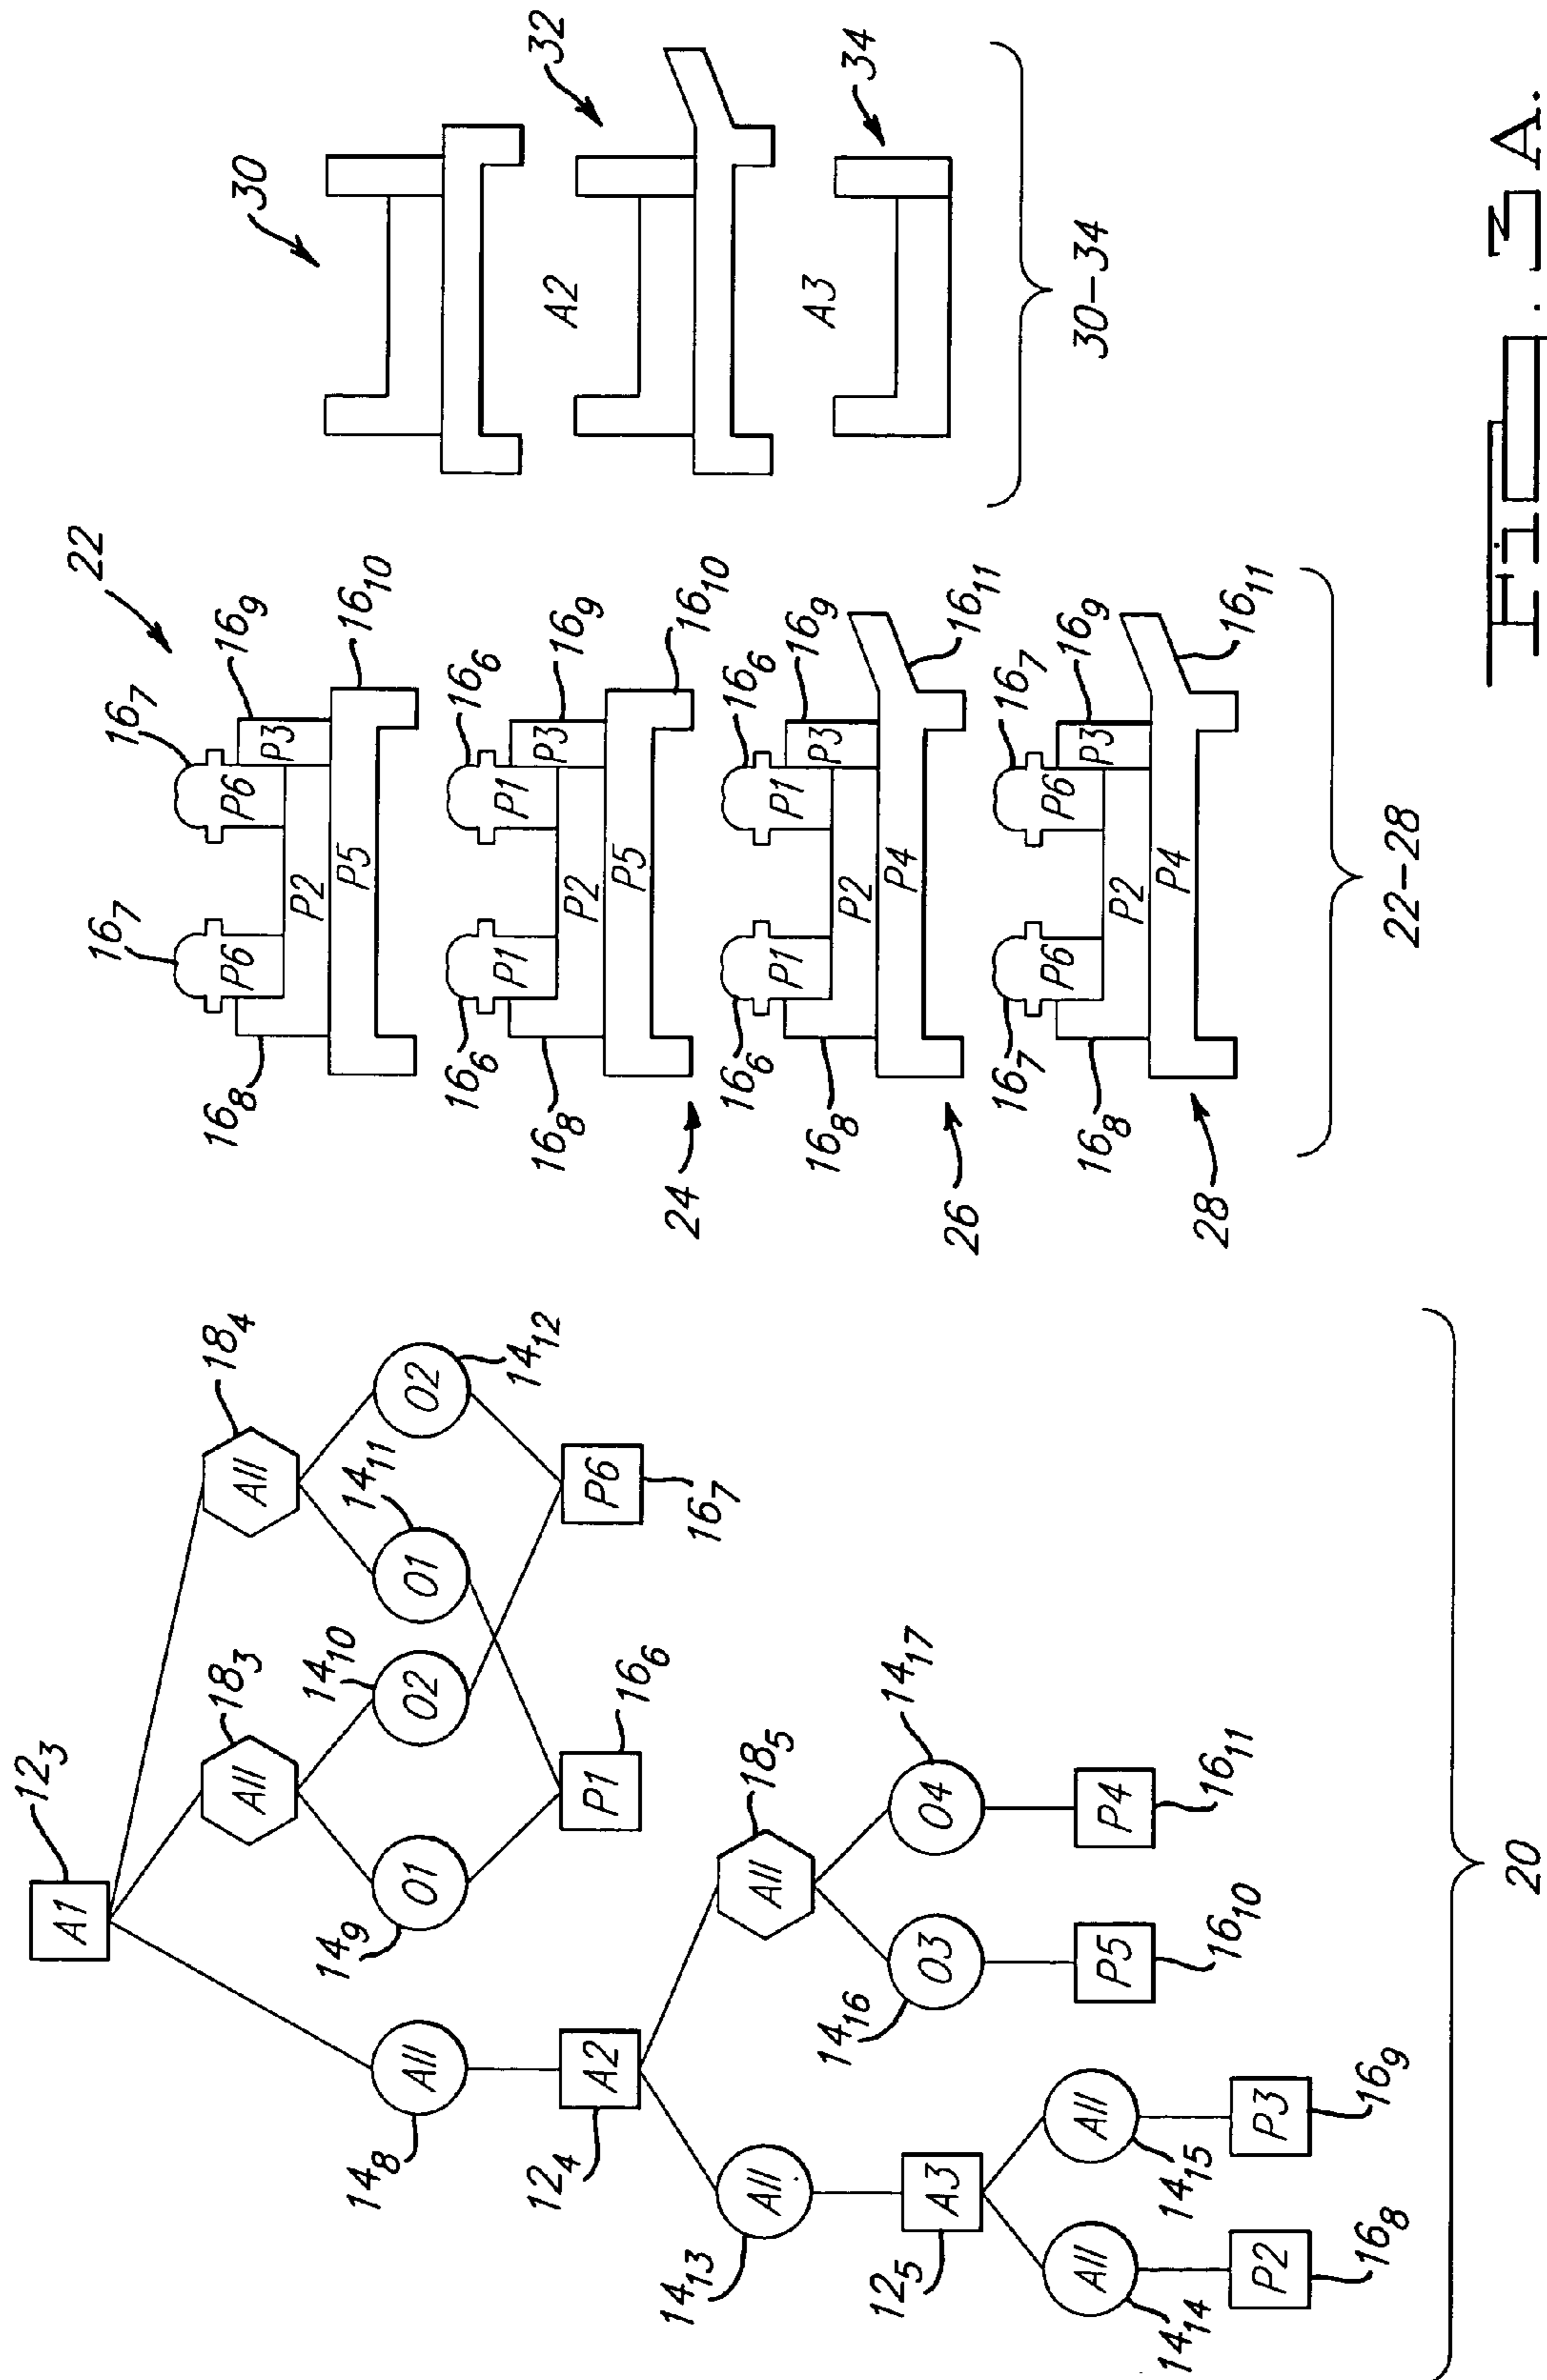 A1
12₃
18₃
18₄
All
All
14₈
14₉
14₁₀
14₁₁
14₁₂
All
O1
O2
O1
O2
A2
12₄
P1
16₆
P6
16₇
14₁₃
All
All
18₅
12₅
A3
14₁₆
O3
O4
14₁₇
14₁₄
All
All
14₁₅
P5
16₁₀
P4
16₁₁
P2
16₈
P3
16₉
20
22
16₇
16₇
16₉
16₁₀
16₈
P6
P6
P3
P2
P5
16₆
16₆
16₉
16₁₀
16₈
P1
P1
P3
P2
P5
24
16₆
16₆
16₉
16₁₁
16₈
P1
P1
P3
P2
P4
26
16₇
16₇
16₉
16₁₁
16₈
P6
P6
P3
P2
P4
28
22-28
30
A2
32
A3
34
30-34
Fig. 3A.